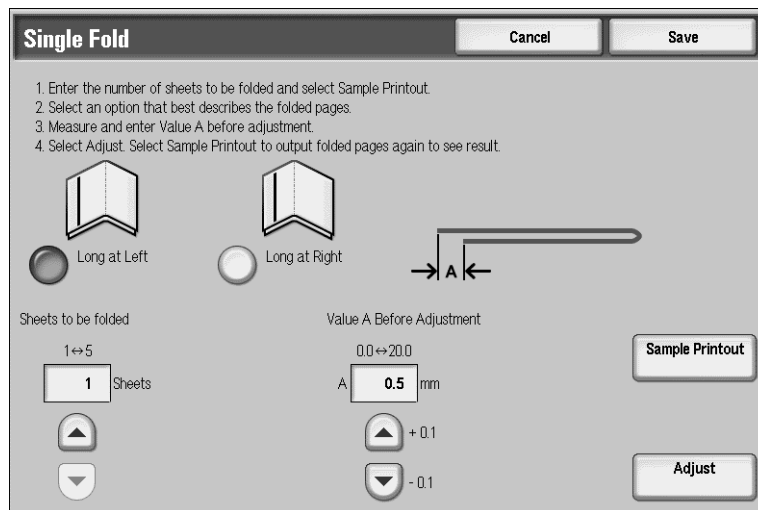 Single Fold
Cancel
Save
1. Enter the number of sheets to be folded and select Sample Printout.
2. Select an option that best describes the folded pages.
3. Measure and enter Value A before adjustment.
4. Select Adjust. Select Sample Printout to output folded pages again to see result.
Long at Left
Long at Right
A
Sheets to be folded
Value A Before Adjustment
1↔5
0.0↔20.0
Sample Printout
1 Sheets
A 0.5 mm
+ 0.1
- 0.1
Adjust